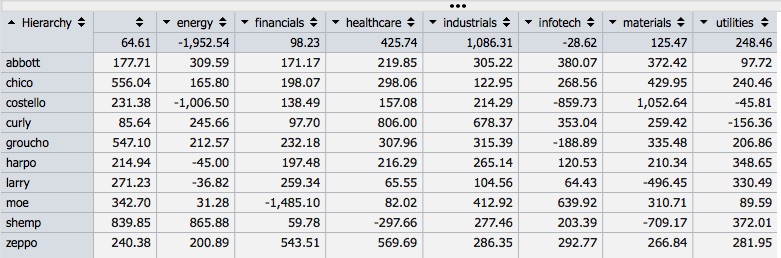 Hierarchy energy financials healthcare industrials infotech materials utilities
64.61 -1,952.54 98.23 425.74 1,086.31 -28.62 125.47 248.46
abbott 177.71 309.59 171.17 219.85 305.22 380.07 372.42 97.72
chico 556.04 165.80 198.07 298.06 122.95 268.56 429.95 240.46
costello 231.38 -1,006.50 138.49 157.08 214.29 -859.73 1,052.64 -45.81
curly 85.64 245.66 97.70 806.00 678.37 353.04 259.42 -156.36
groucho 547.10 212.57 232.18 307.96 315.39 -188.89 335.48 206.86
harpo 214.94 -45.00 197.48 216.29 265.14 120.53 210.34 348.65
larry 271.23 -36.82 259.34 65.55 104.56 64.43 -496.45 330.49
moe 342.70 31.28 -1,485.10 82.02 412.92 639.92 310.71 89.59
shemp 839.85 865.88 59.78 -297.66 277.46 203.39 -709.17 372.01
zeppo 240.38 200.89 543.51 569.69 286.35 292.77 266.84 281.95